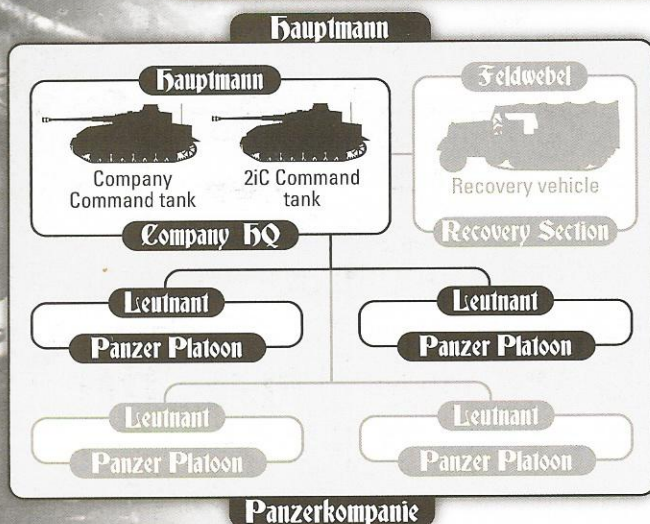 Hauptmann
Hauptmann
Feldwebel
Company
Command tank
2iC Command
tank
Recovery vehicle
Company HQ
Recovery Section
Leutnant
Leutnant
Panzer Platoon
Panzer Platoon
Leutnant
Leutnant
Panzer Platoon
Panzer Platoon
Panzerkompanie